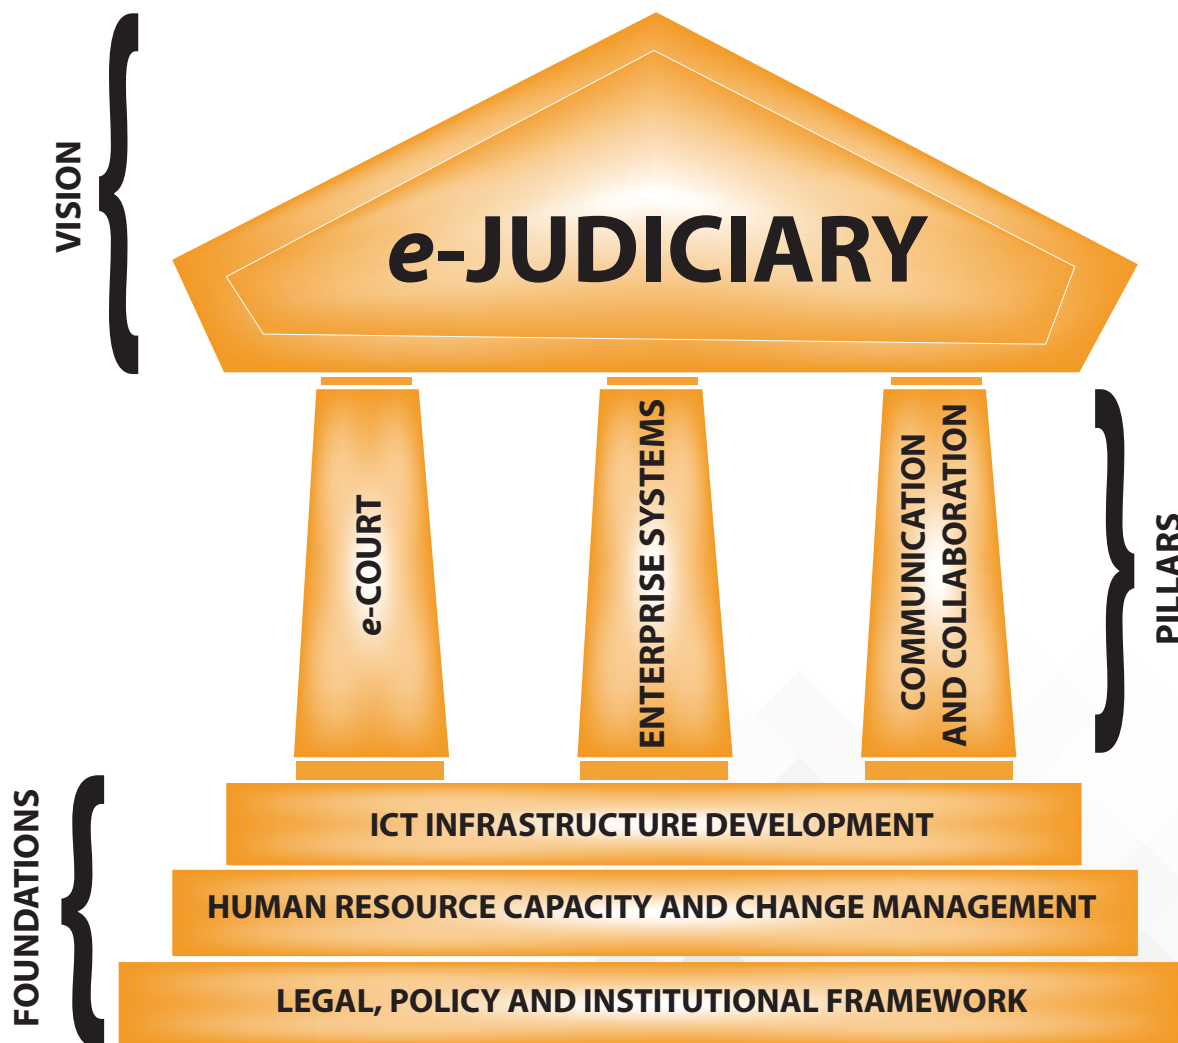 VISION
e-JUDICIARY
e-COURT
ENTERPRISE SYSTEMS
COMMUNICATION
AND COLLABORATION
PILLARS
FOUNDATIONS
ICT INFRASTRUCTURE DEVELOPMENT
HUMAN RESOURCE CAPACITY AND CHANGE MANAGEMENT
LEGAL, POLICY AND INSTITUTIONAL FRAMEWORK